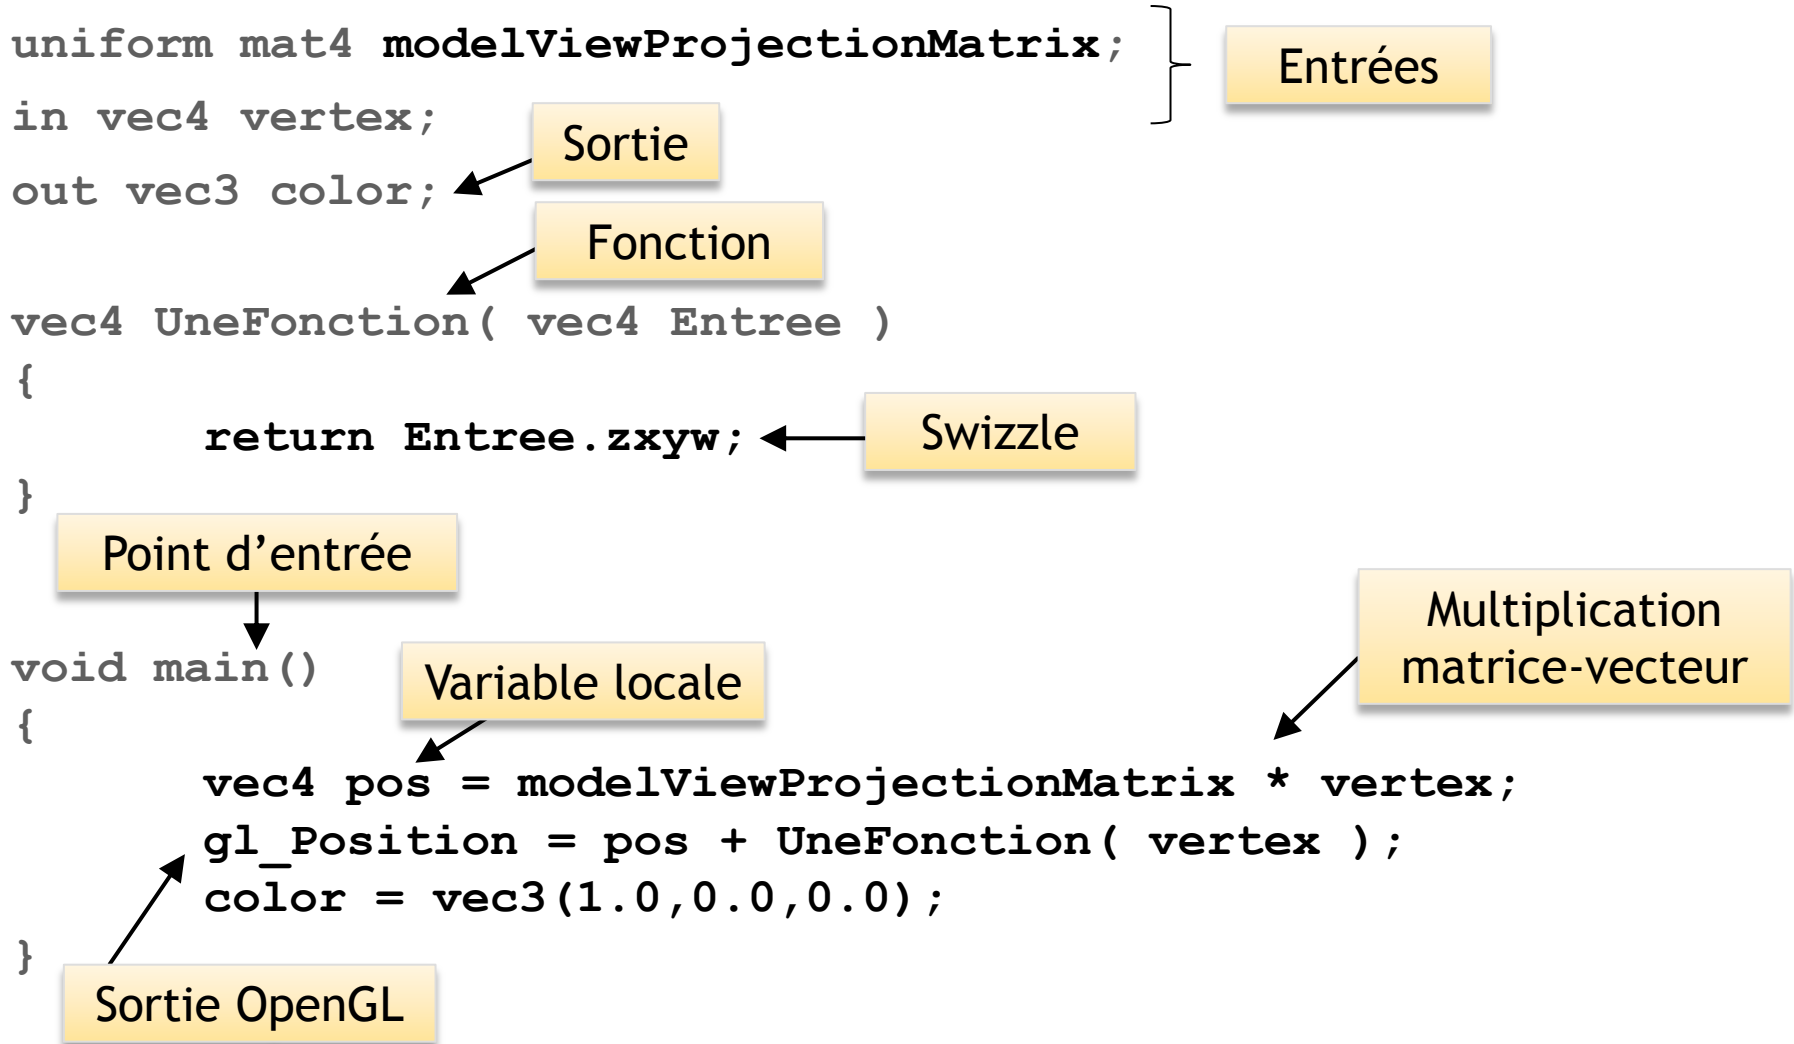 uniform mat4 modelViewProjectionMatrix;
Entrées
in vec4 vertex;
Sortie
out vec3 color;
Fonction
vec4 UneFonction( vec4 Entree )
{
return Entree.zxyw;
Swizzle
}
Point d’entrée
void main()
Variable locale
Multiplication
matrice-vecteur
{
vec4 pos = modelViewProjectionMatrix * vertex;
gl_Position = pos + UneFonction( vertex );
color = vec3(1.0,0.0,0.0);
}
Sortie OpenGL